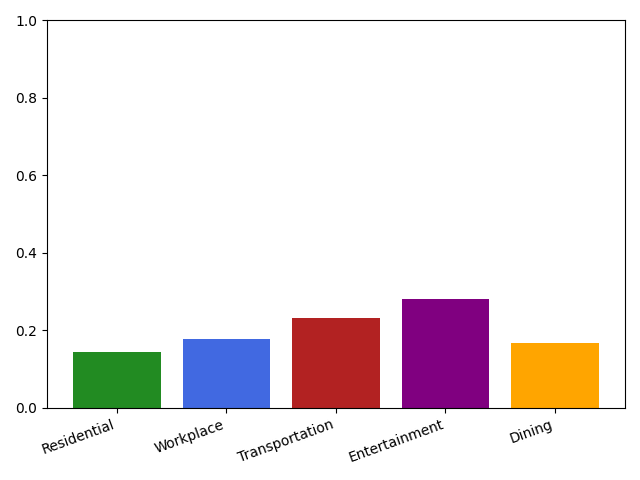 1.0
0.8
0.6
0.4
0.2
0.0
Residential
Workplace
Transportation
Entertainment
Dining